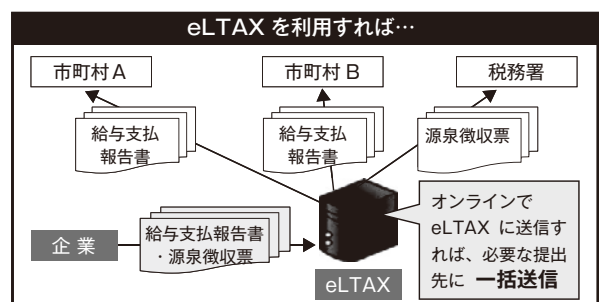 eLTAX を利用すれば…
市町村 A
市町村 B
税務署
給与支払
報告書
給与支払
報告書
源泉徴収票
企 業
給与支払報告書
・源泉徴収票
eLTAX
オンラインで
eLTAX に送信す
れば、必要な提出
先に 一括送信